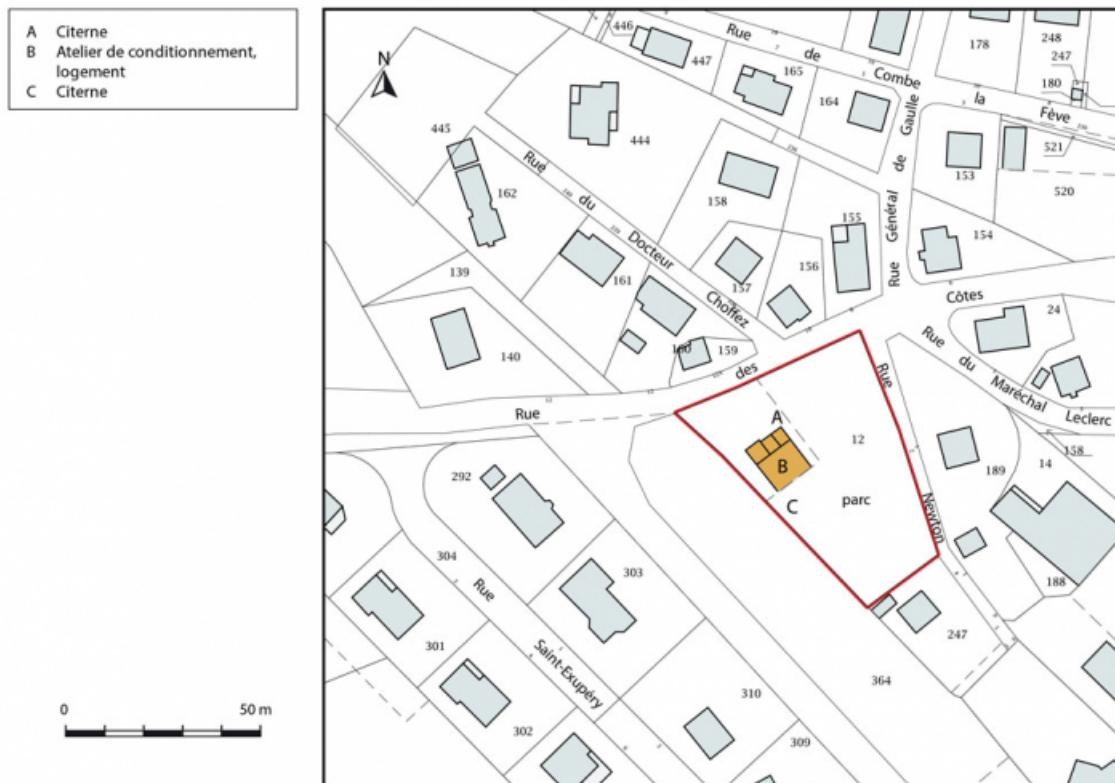 A Citerne
B Atelier de conditionnement,
logement
C Citerne
N
0 50 m
446
447
Rue de Combe la Fève
165
164
178
248
247
180
521
520
153
154
445
162
444
158
155
156
157
161
160
159
139
140
Rue du Docteur Choffez
Rue Général de Gaulle
Rue des Côtes
24
Rue du Maréchal Leclerc
158
14
189
188
Rue Newton
12
parc
A
B
C
292
304
303
301
302
Rue Saint-Exupéry
310
309
364
247